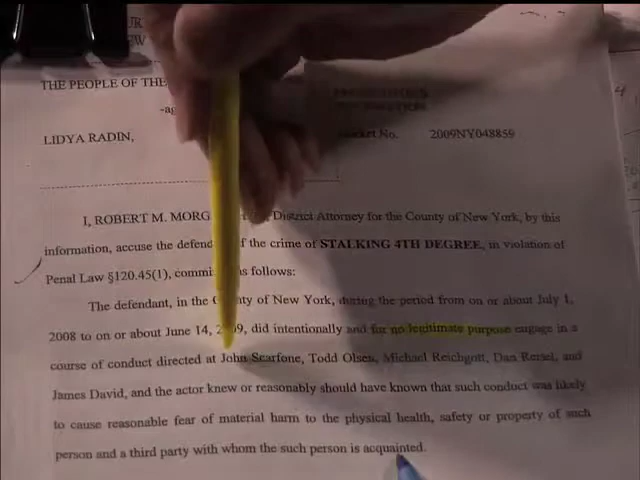 THE PEOPLE OF THE
-ag
LIDYA RADIN,
No. 2009NY048859
I, ROBERT M. MORG District Attorney for the County of New York, by this
information, accuse the defend f the crime of STALKING 4TH DEGREE, in violation of
Penal Law §120.45(1), commi s follows:
The defendant, in the C nty of New York, during the period from on or about July 1,
2008 to on or about June 14, 2 09, did intentionally and for no legitimate purpose engage in a
course of conduct directed at John Scarfone, Todd Olsen, Michael Reichgott, Dan Reisel, and
James David, and the actor knew or reasonably should have known that such conduct was likely
to cause reasonable fear of material harm to the physical health, safety or property of such
person and a third party with whom the such person is acquainted.